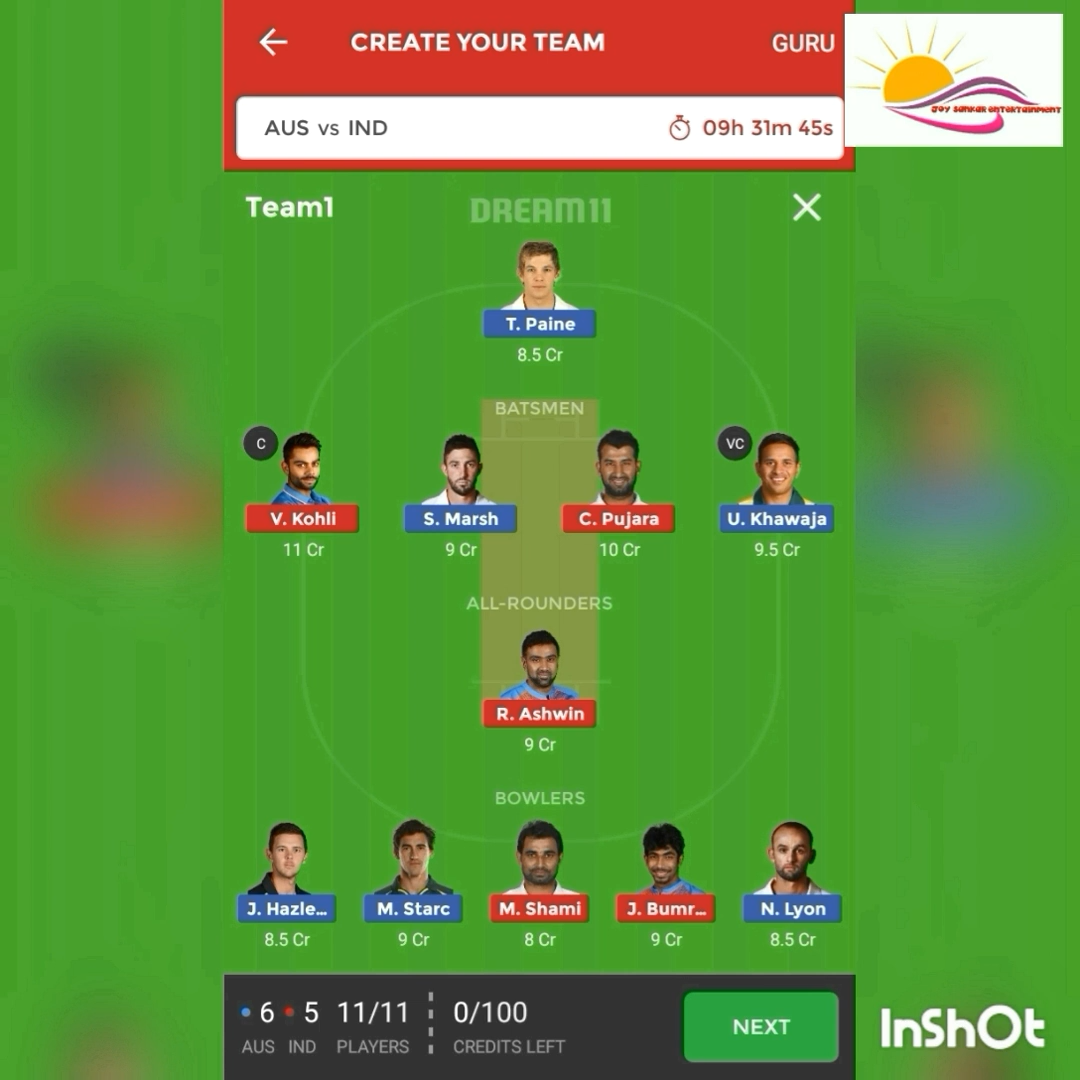 CREATE YOUR TEAM GURU
JOY SANKAR ENTERTAINMENT
AUS vs IND 09h 31m 45s
Team1 DREAM11
T. Paine
8.5 Cr
BATSMEN
C VC
V. Kohli S. Marsh C. Pujara U. Khawaja
11 Cr 9 Cr 10 Cr 9.5 Cr
ALL-ROUNDERS
R. Ashwin
9 Cr
BOWLERS
J. Hazle... M. Starc M. Shami J. Bumr... N. Lyon
8.5 Cr 9 Cr 8 Cr 9 Cr 8.5 Cr
6 5 11/11 0/100 NEXT
AUS IND PLAYERS CREDITS LEFT
InShOt